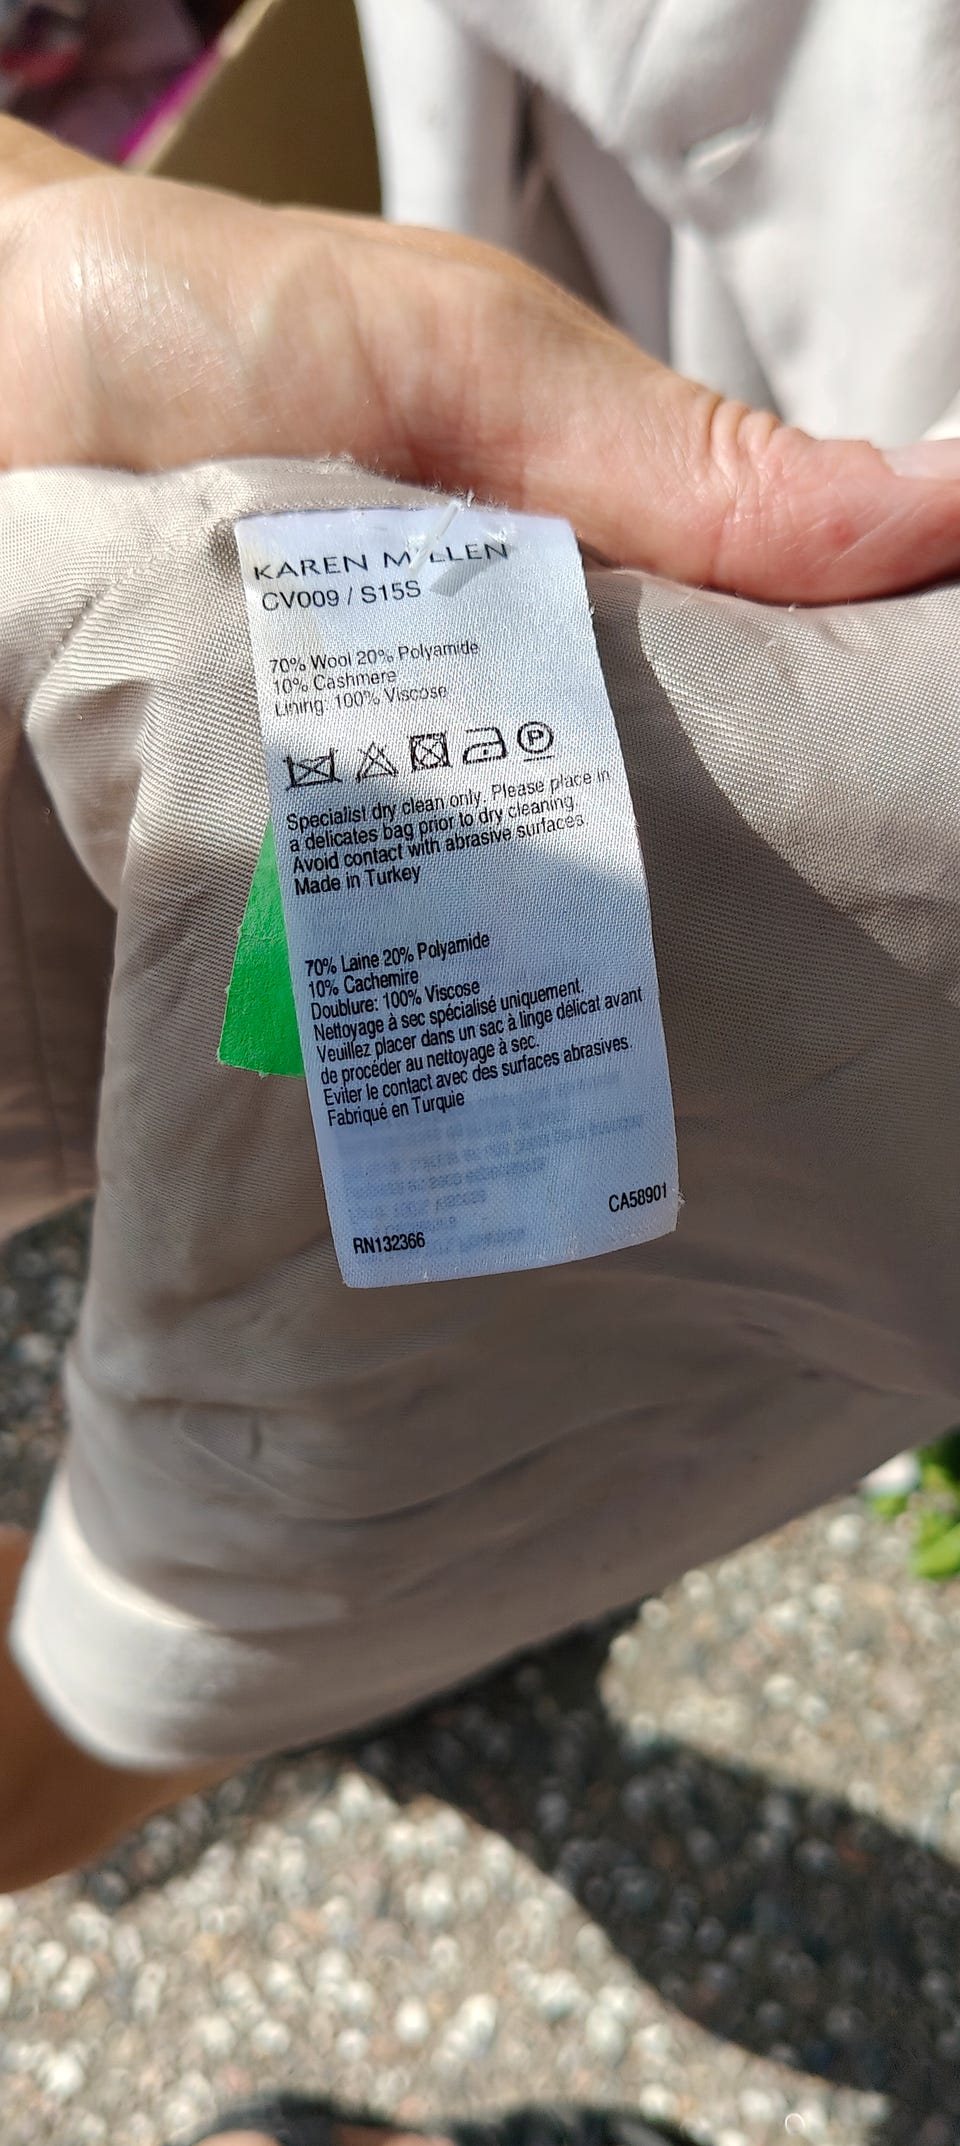 KAREN MILLEN
CV009 / S15S
70% Wool 20% Polyamide
10% Cashmere
Lining: 100% Viscose
P
Specialist dry clean only. Please place in
a delicates bag prior to dry cleaning.
Avoid contact with abrasive surfaces.
Made in Turkey
70% Laine 20% Polyamide
10% Cachemire
Doublure: 100% Viscose
Nettoyage à sec spécialisé uniquement.
Veuillez placer dans un sac à linge délicat avant
de procéder au nettoyage à sec.
Eviter le contact avec des surfaces abrasives.
Fabriqué en Turquie
CA58901
RN132366